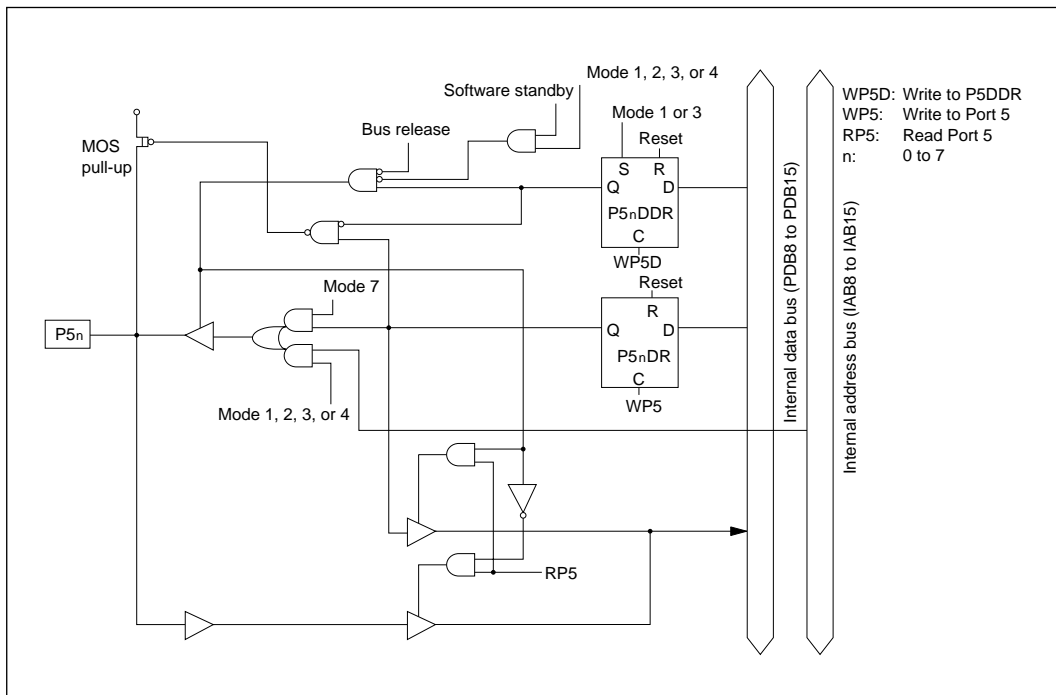 Mode 1, 2, 3, or 4
Software standby
Mode 1 or 3
Bus release
Reset
MOS
pull-up
S R
Q D
P5nDDR
C
WP5D
Reset
Mode 7
R
Q D
P5nDR
C
WP5
P5n
Mode 1, 2, 3, or 4
RP5
Internal data bus (PDB8 to PDB15)
Internal address bus (IAB8 to IAB15)
WP5D: Write to P5DDR
WP5: Write to Port 5
RP5: Read Port 5
n: 0 to 7